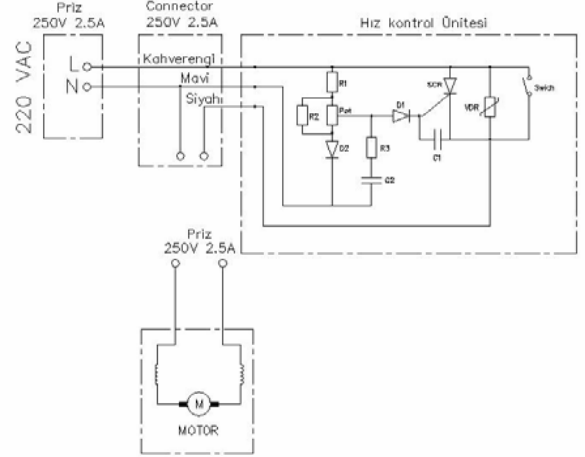 Priz
250V 2.5A
Connector
250V 2.5A
Hız kontrol Ünitesi
220 VAC
L
N
Kahverengi
Mavi
Siyahı
R1
R2
Pot
D1
D2
R3
C2
SCR
C1
VDR
Swich
Priz
250V 2.5A
M
MOTOR